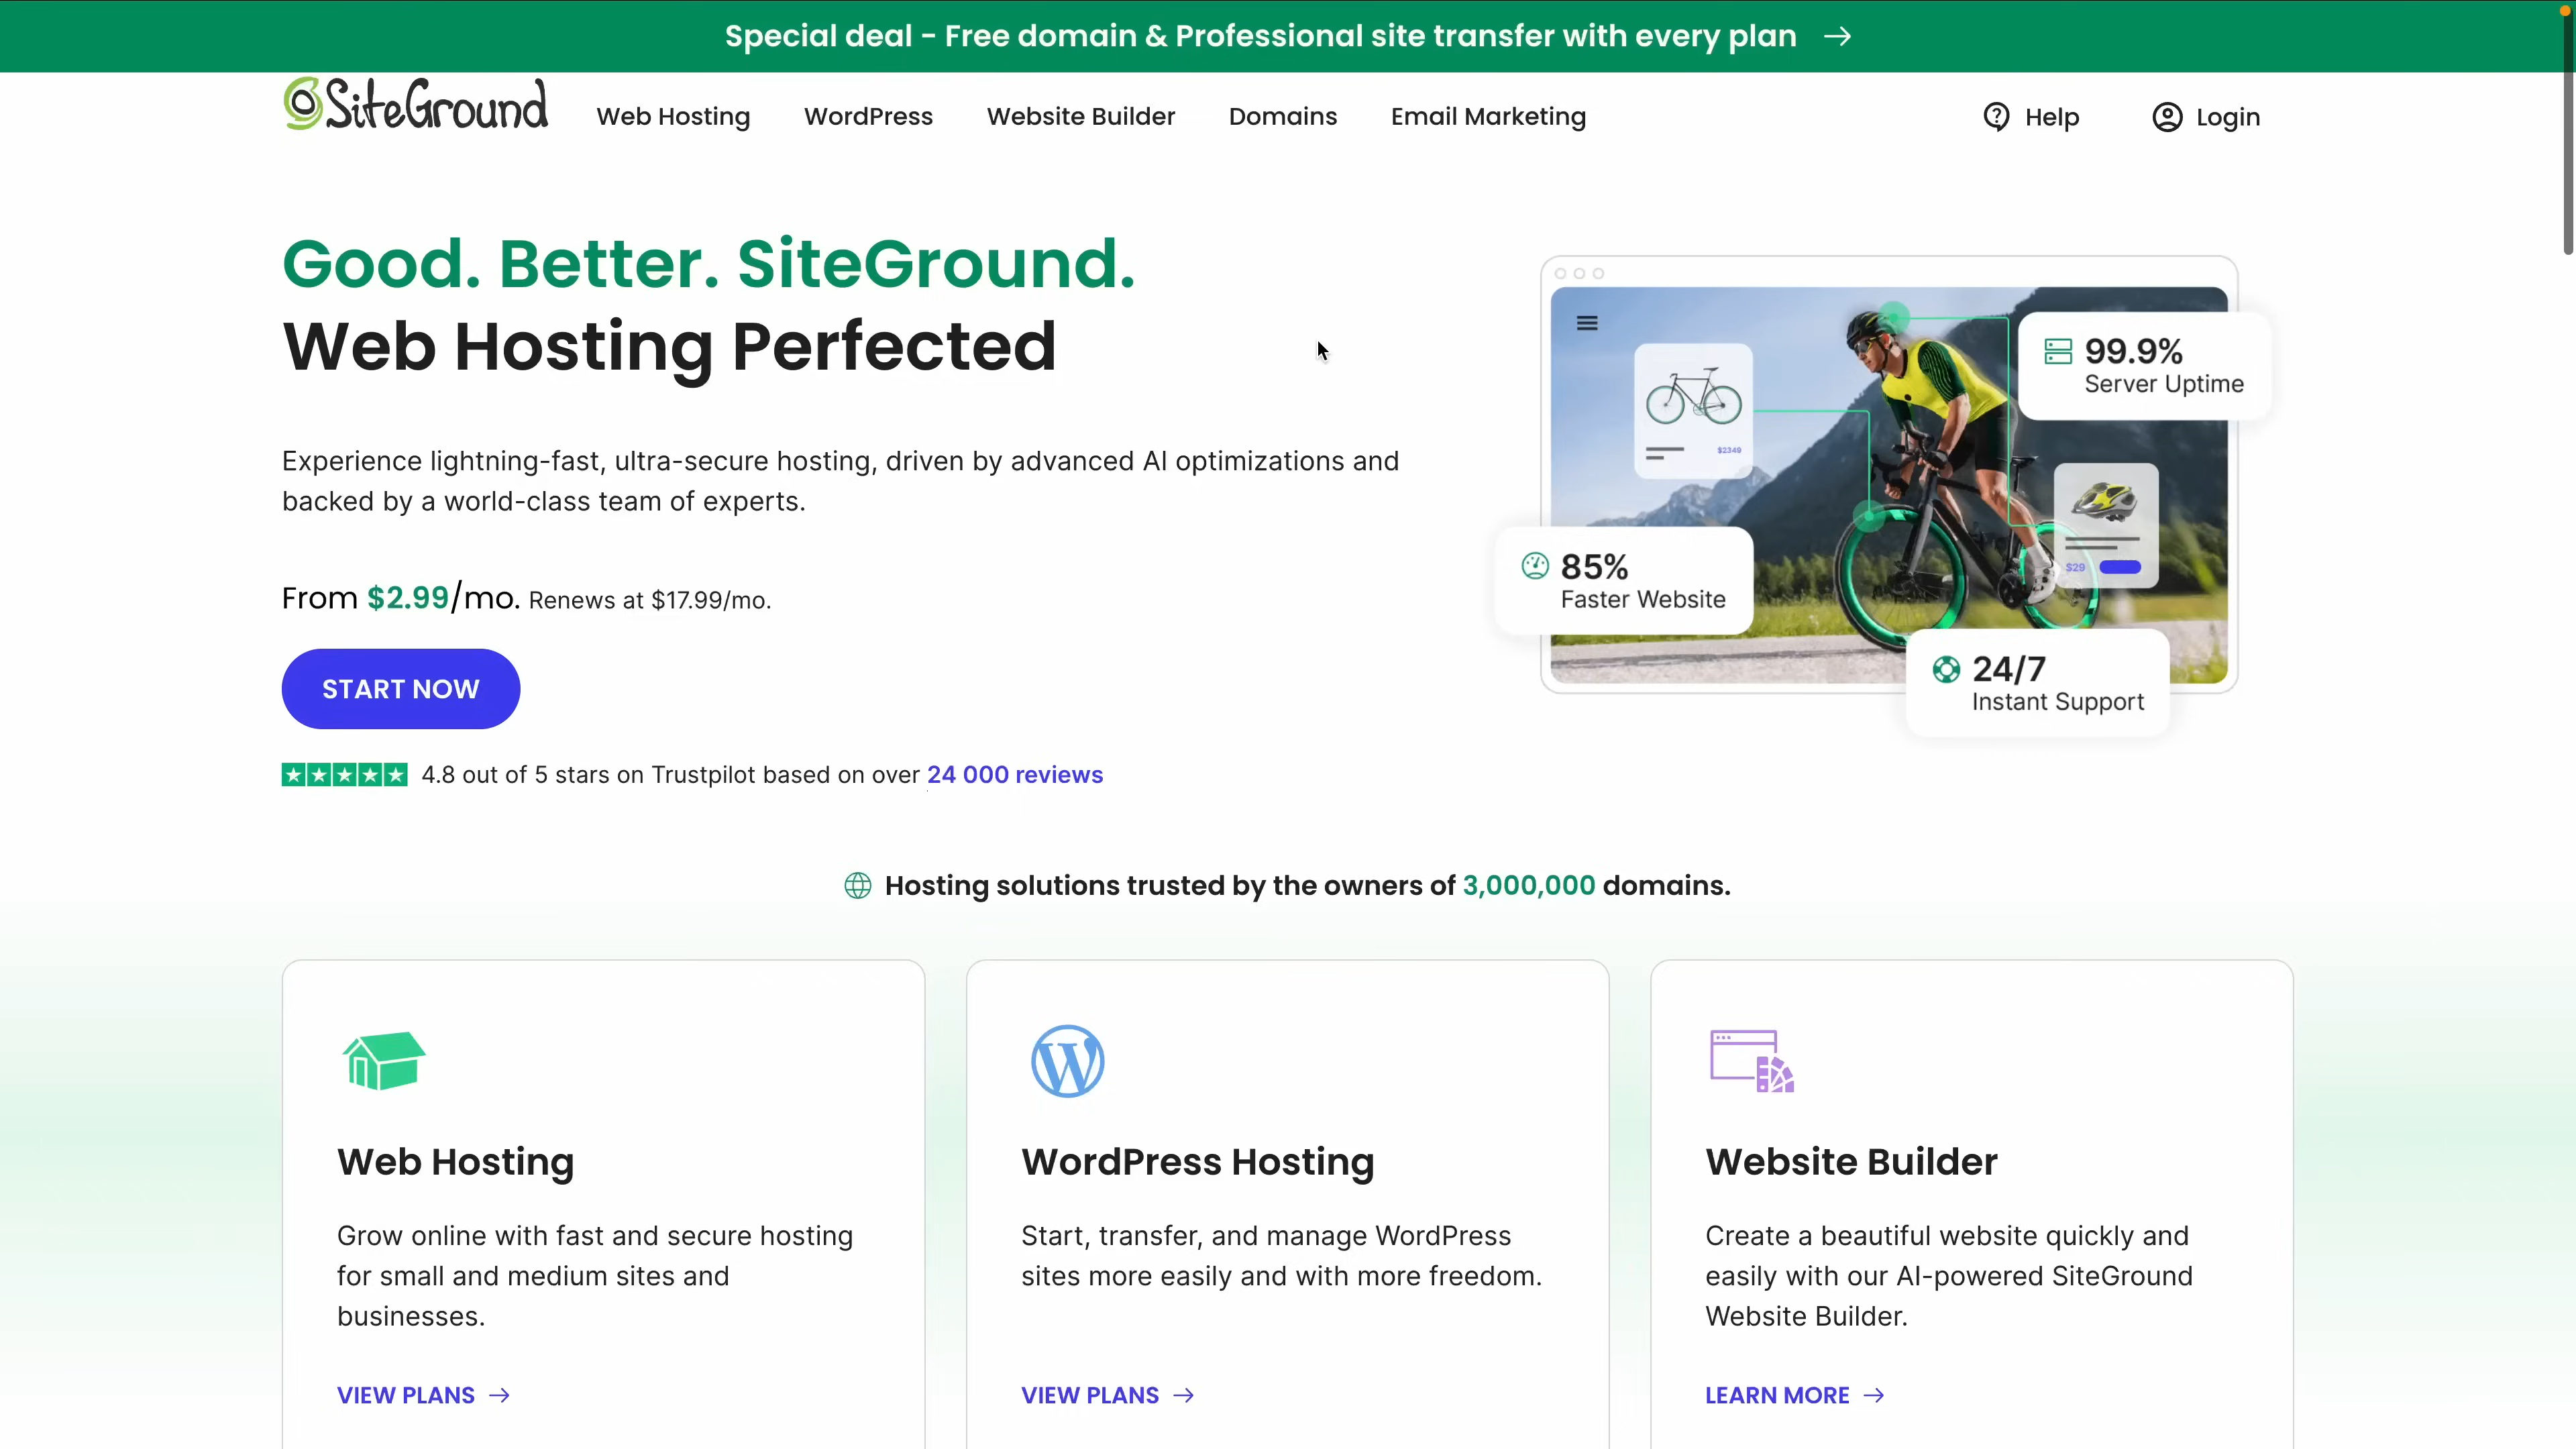 Special deal - Free domain & Professional site transfer with every plan
SiteGround
Web Hosting
WordPress
Website Builder
Domains
Email Marketing
Help
Login
Good. Better. SiteGround.
Web Hosting Perfected
Experience lightning-fast, ultra-secure hosting, driven by advanced AI optimizations and
backed by a world-class team of experts.
From $2.99/mo. Renews at $17.99/mo.
START NOW
4.8 out of 5 stars on Trustpilot based on over 24 000 reviews
$2349
99.9%
Server Uptime
85%
Faster Website
$29
24/7
Instant Support
Hosting solutions trusted by the owners of 3,000,000 domains.
Web Hosting
Grow online with fast and secure hosting
for small and medium sites and
businesses.
VIEW PLANS
WordPress Hosting
Start, transfer, and manage WordPress
sites more easily and with more freedom.
VIEW PLANS
Website Builder
Create a beautiful website quickly and
easily with our AI-powered SiteGround
Website Builder.
LEARN MORE